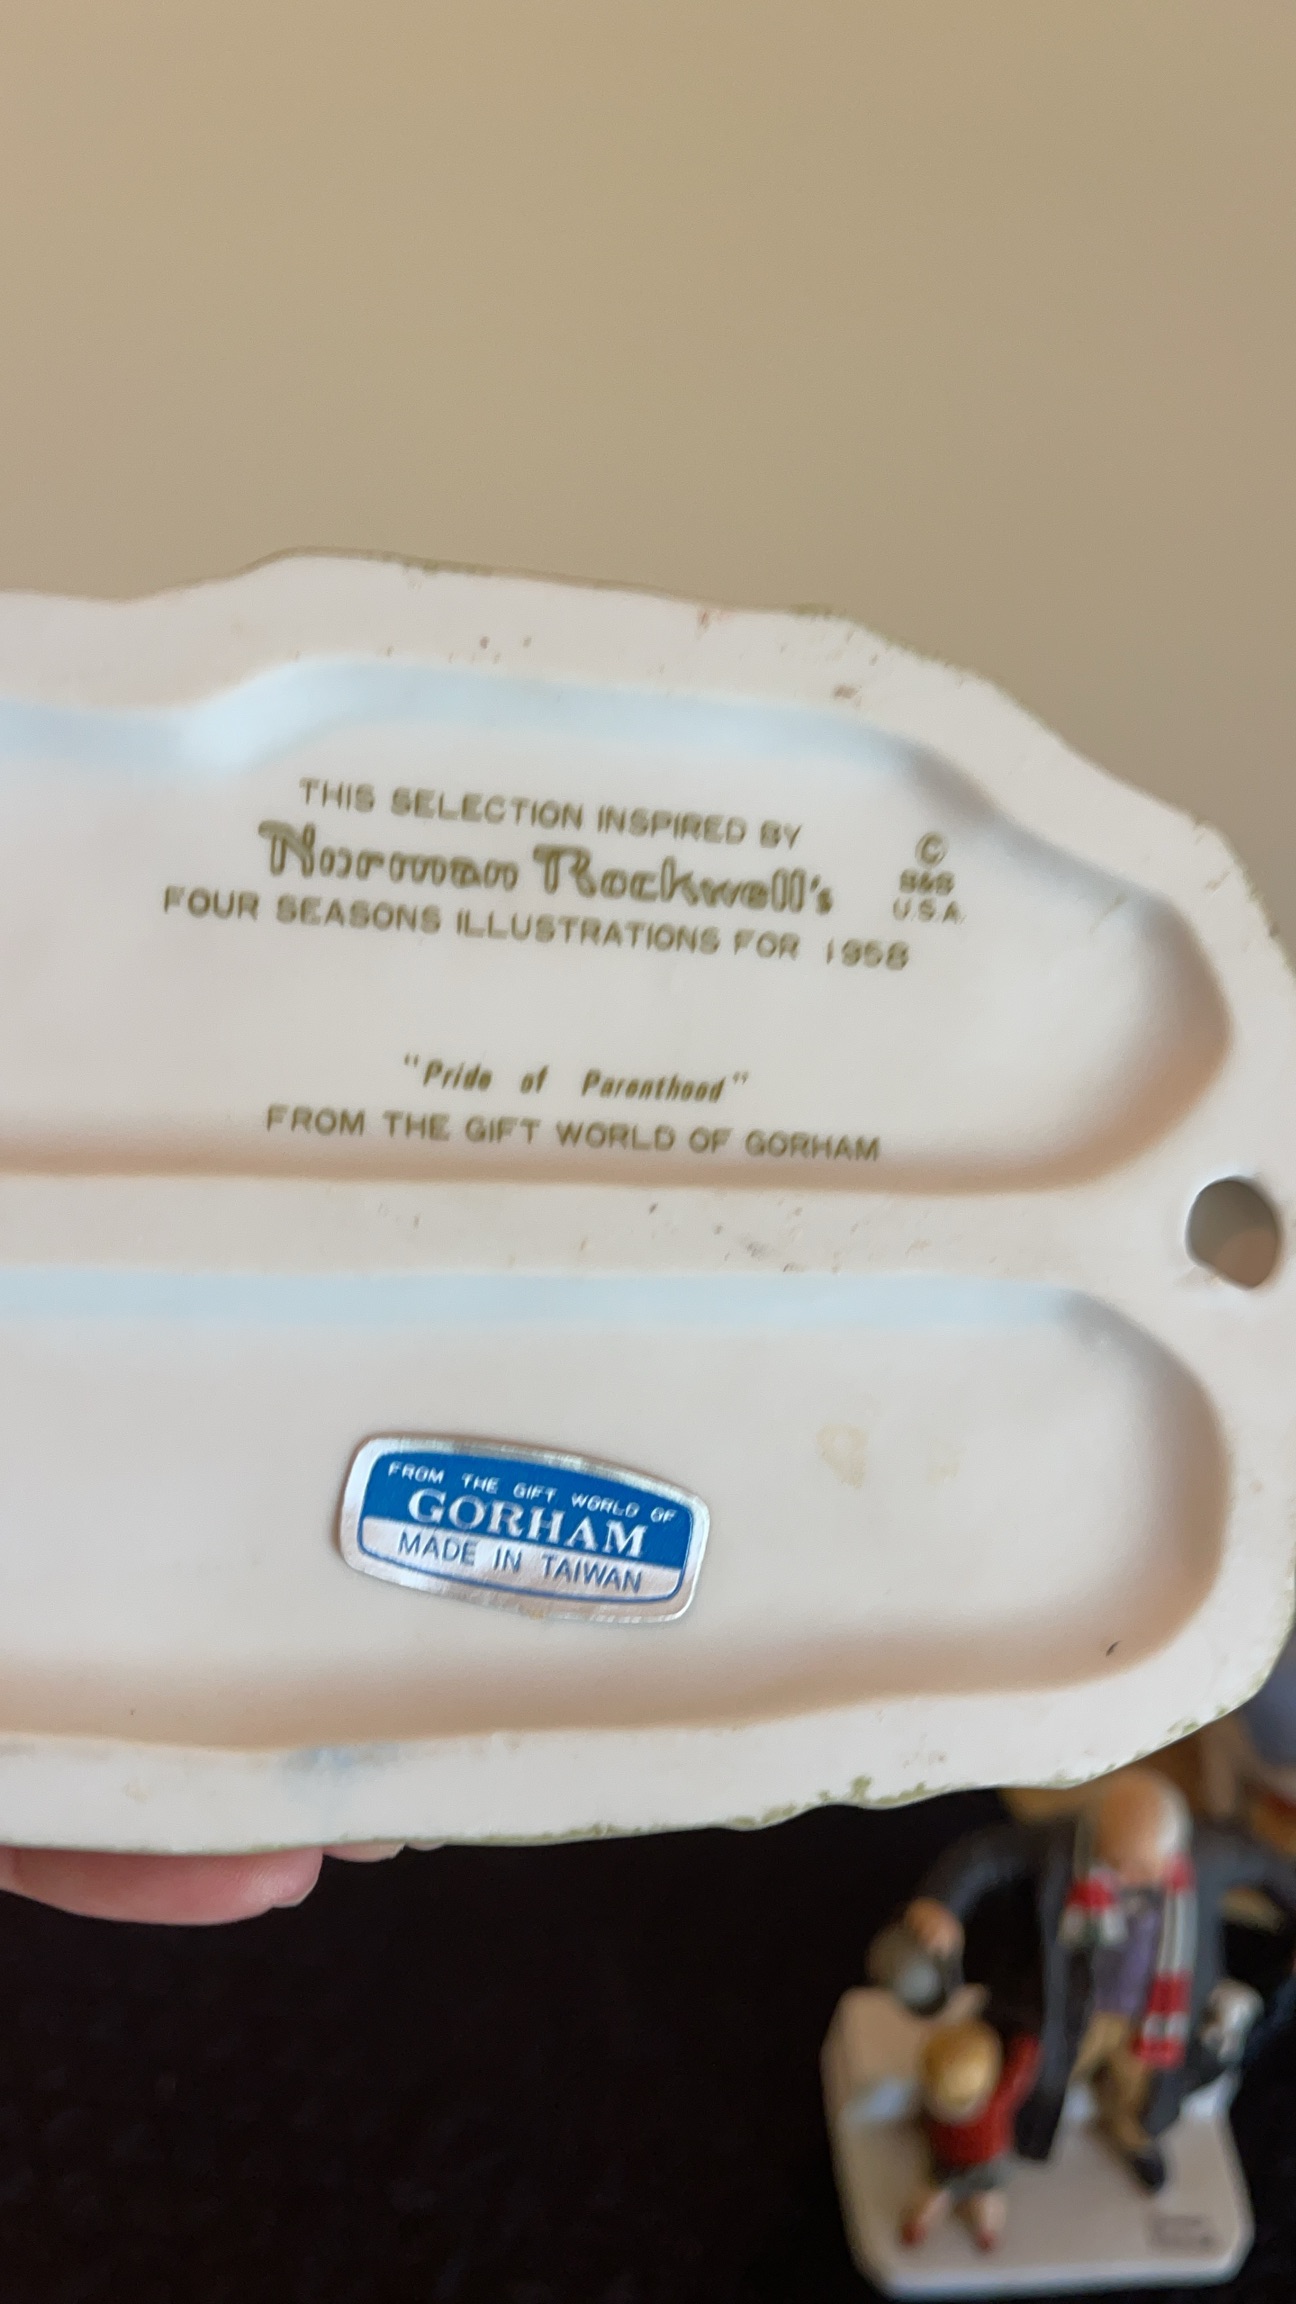 THIS SELECTION INSPIRED BY
Norman Rockwell's
FOUR SEASONS ILLUSTRATIONS FOR 1958
©
B&B
U.S.A.
"Pride of Parenthood"
FROM THE GIFT WORLD OF GORHAM
FROM THE GIFT WORLD OF
GORHAM
MADE IN TAIWAN